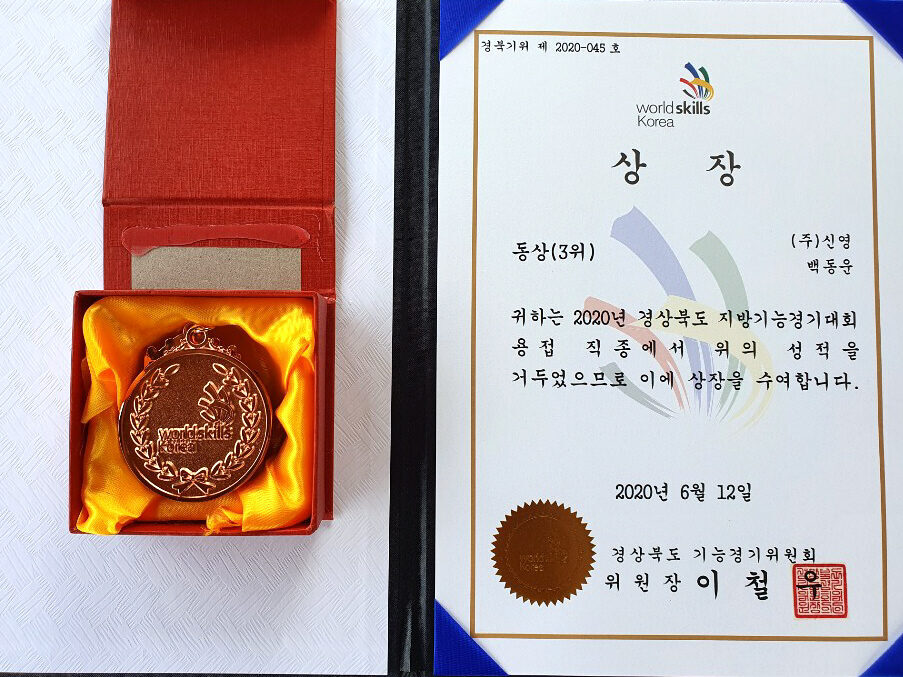 worldskills
Korea
경북기위 제 2020-045 호
world skills
Korea
상 장
동상(3위)
(주)신영
백동운
위하는 2020년 경상북도 지방기능경기대회
용접 직종에서 위의 성적을
거두었으므로 이에 상장을 수여합니다.
2020년 6월 12일
worldskills
Korea
경상북도 기능경기위원회
위원장 이 철 우